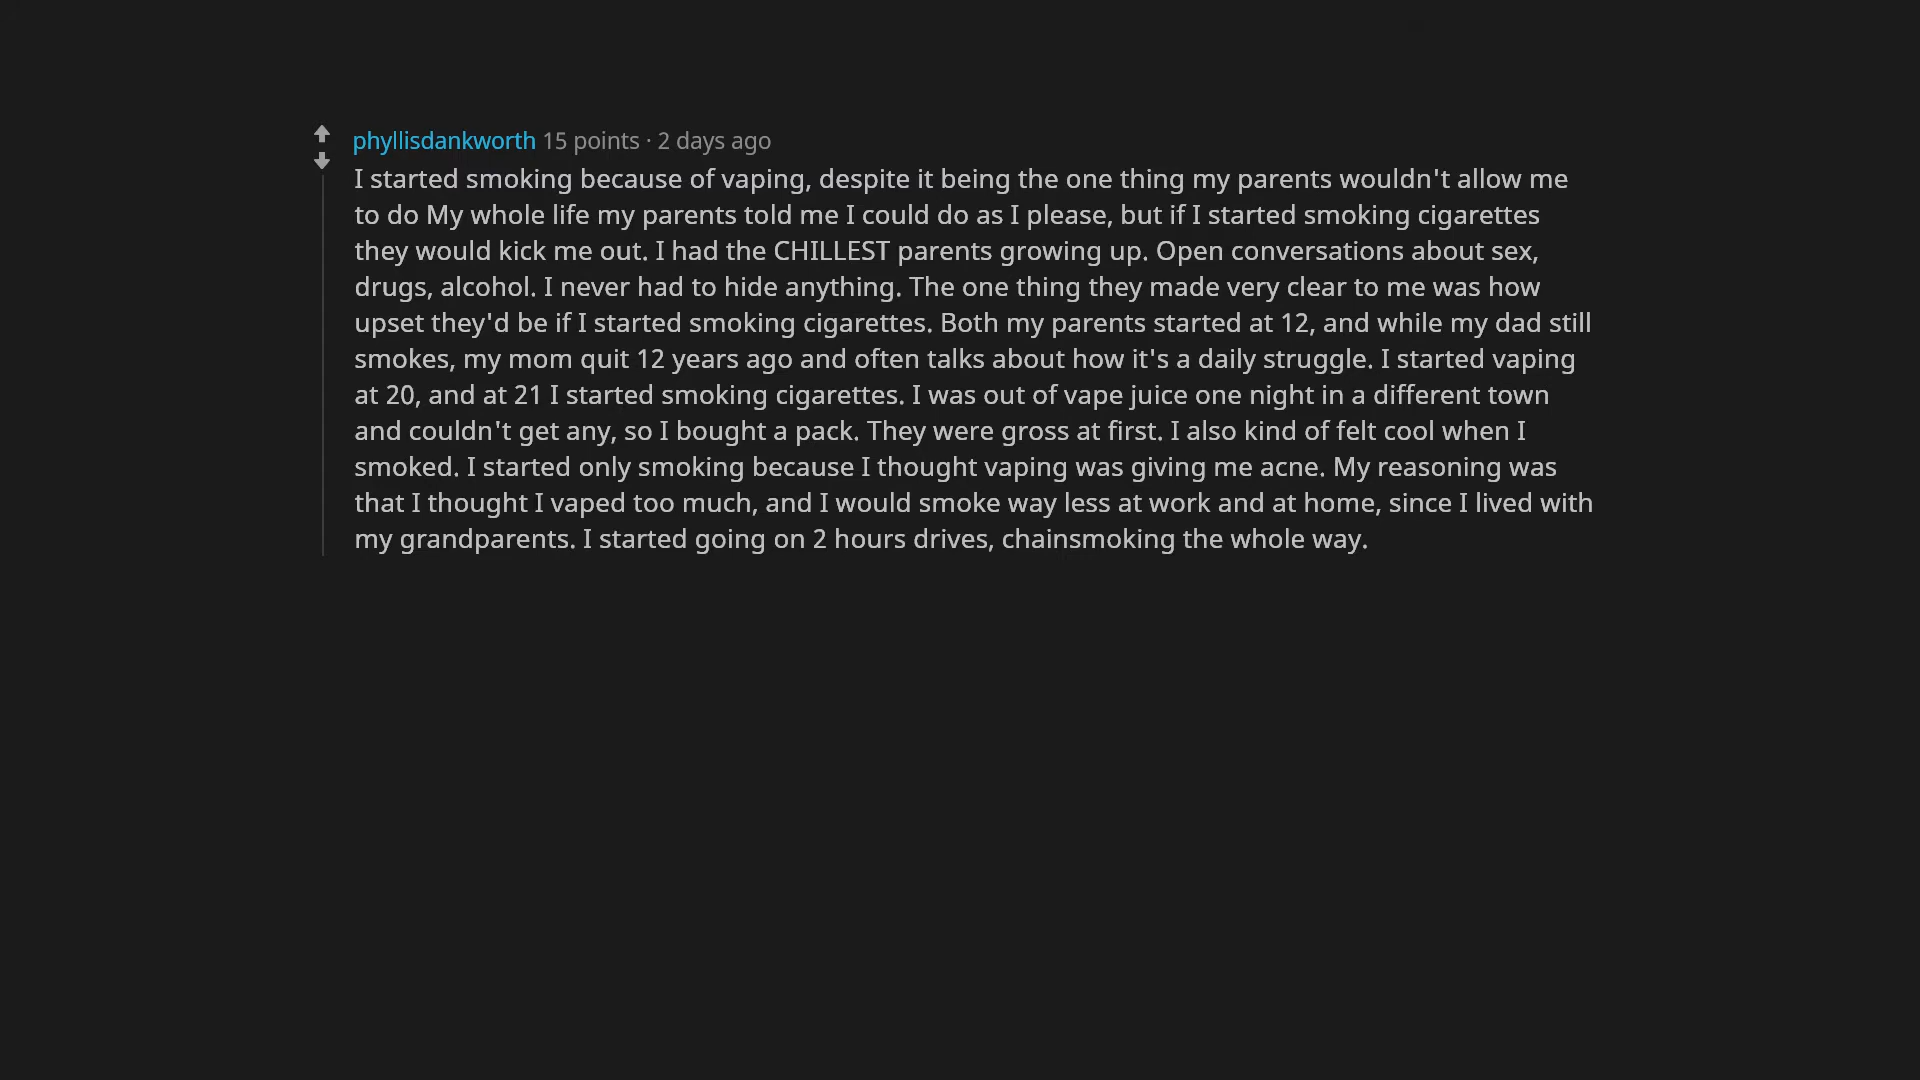 phyllisdankworth 15 points · 2 days ago
I started smoking because of vaping, despite it being the one thing my parents wouldn't allow me
to do My whole life my parents told me I could do as I please, but if I started smoking cigarettes
they would kick me out. I had the CHILLEST parents growing up. Open conversations about sex,
drugs, alcohol. I never had to hide anything. The one thing they made very clear to me was how
upset they'd be if I started smoking cigarettes. Both my parents started at 12, and while my dad still
smokes, my mom quit 12 years ago and often talks about how it's a daily struggle. I started vaping
at 20, and at 21 I started smoking cigarettes. I was out of vape juice one night in a different town
and couldn't get any, so I bought a pack. They were gross at first. I also kind of felt cool when I
smoked. I started only smoking because I thought vaping was giving me acne. My reasoning was
that I thought I vaped too much, and I would smoke way less at work and at home, since I lived with
my grandparents. I started going on 2 hours drives, chainsmoking the whole way.